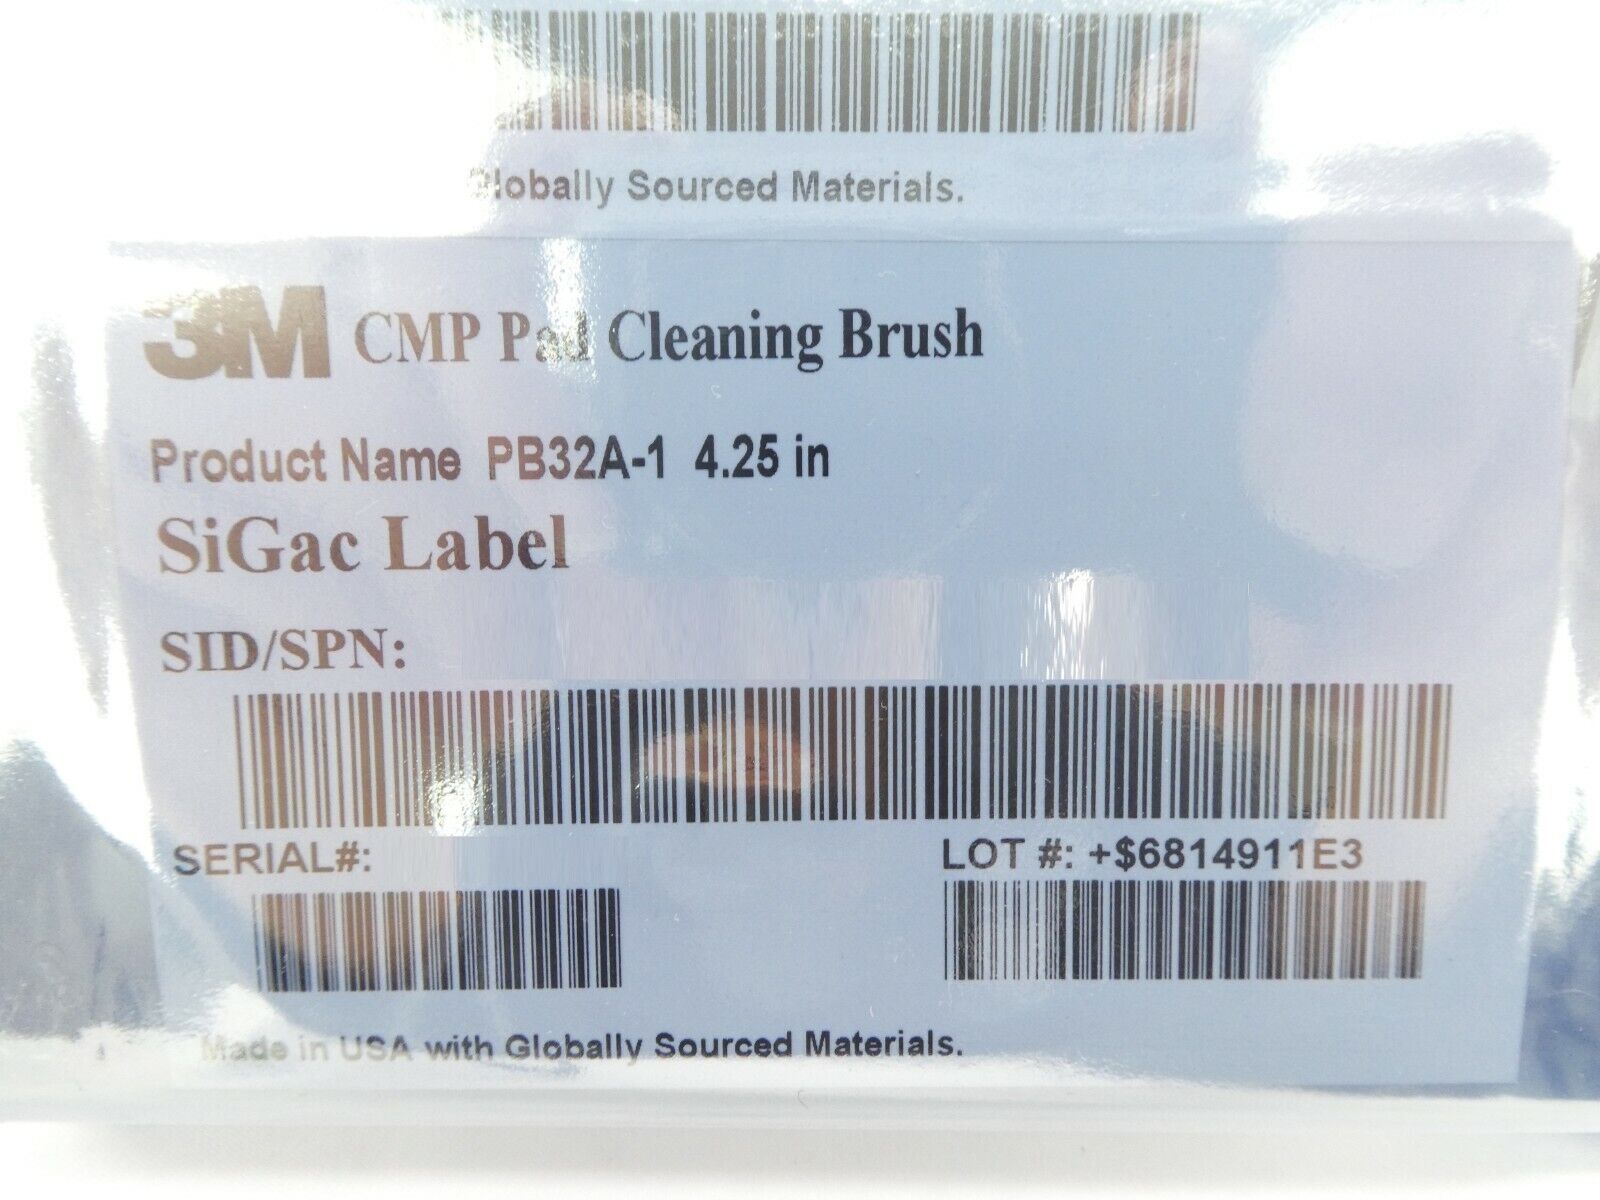 Globally Sourced Materials.
3M CMP Pad Cleaning Brush
Product Name PB32A-1 4.25 in
SiGac Label
SID/SPN:
SERIAL#:
LOT #: +$6814911E3
Made in USA with Globally Sourced Materials.